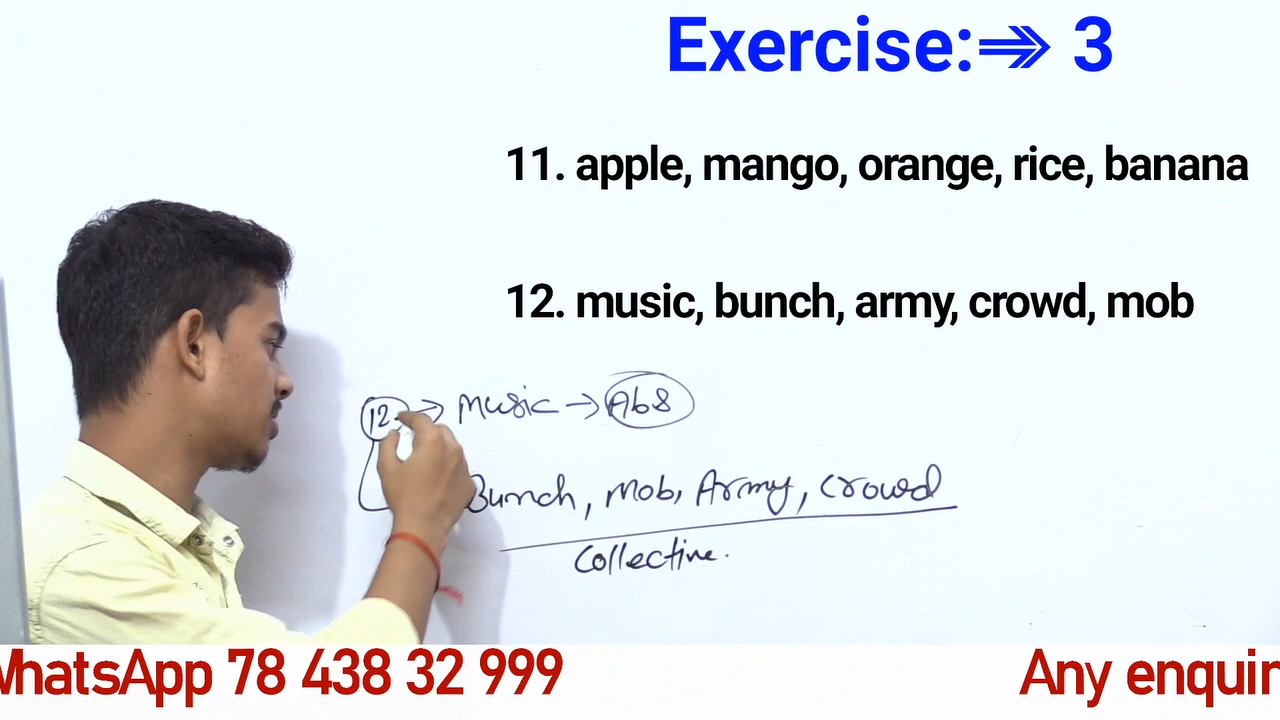 Exercise:⇛ 3
11. apple, mango, orange, rice, banana
12. music, bunch, army, crowd, mob
12 → Music → Abs
Bunch, Mob, Army, Crowd
Collective.
WhatsApp 78 438 32 999
Any enquir